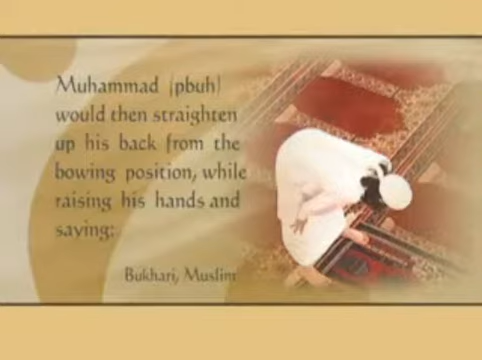 Muhammad (pbuh)
would then straighten
up his back from the
bowing position, while
raising his hands and
saying:
Bukhari, Muslim